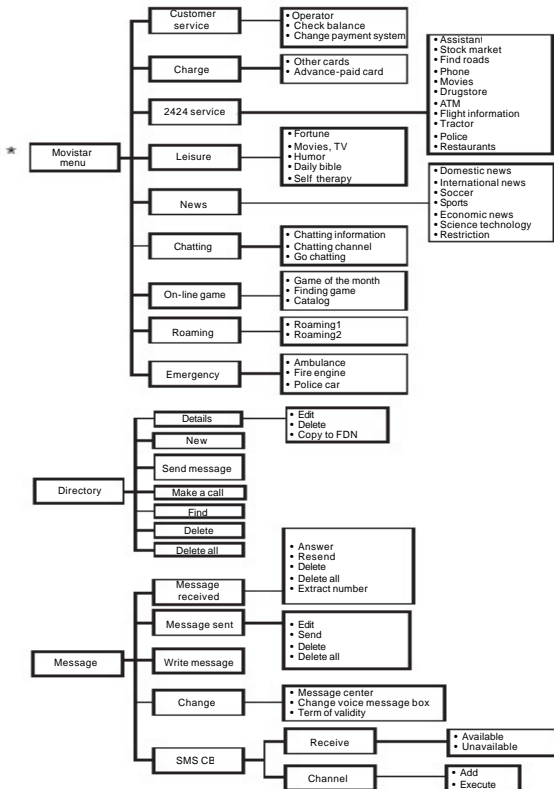 Customer
service
• Operator
• Check balance
• Change payment system
Charge
• Other cards
• Advance-paid card
2424 service
• Assistant
• Stock market
• Find roads
• Phone
• Movies
• Drugstore
• ATM
• Flight information
• Tractor
• Police
• Restaurants
*
Movistar
menu
Leisure
• Fortune
• Movies, TV
• Humor
• Daily bible
• Self therapy
News
• Domestic news
• International news
• Soccer
• Sports
• Economic news
• Science technology
• Restriction
Chatting
• Chatting information
• Chatting channel
• Go chatting
On-line game
• Game of the month
• Finding game
• Catalog
Roaming
• Roaming1
• Roaming2
Emergency
• Ambulance
• Fire engine
• Police car
Directory
Details
• Edit
• Delete
• Copy to FDN
New
Send message
Make a call
Find
Delete
Delete all
Message
Message
received
• Answer
• Resend
• Delete
• Delete all
• Extract number
Message sent
• Edit
• Send
• Delete
• Delete all
Write message
Change
• Message center
• Change voice message box
• Term of validity
SMS CB
Receive
• Available
• Unavailable
Channel
• Add
• Execute